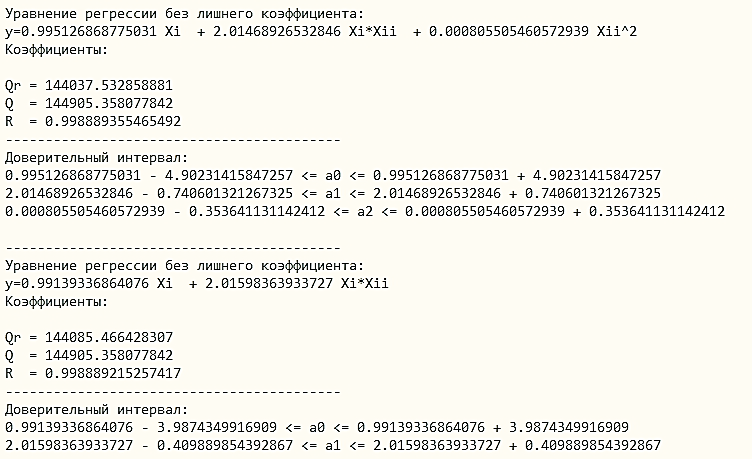 Уравнение регрессии без лишнего коэффициента:
y=0.995126868775031 Xi  + 2.01468926532846 Xi*Xii  + 0.000805505460572939 Xii^2
Коэффициенты:
Qr = 144037.532858881
Q  = 144905.358077842
R  = 0.998889355465492
------------------------------------------
Доверительный интервал:
0.995126868775031 - 4.90231415847257 <= a0 <= 0.995126868775031 + 4.90231415847257
2.01468926532846 - 0.740601321267325 <= a1 <= 2.01468926532846 + 0.740601321267325
0.000805505460572939 - 0.353641131142412 <= a2 <= 0.000805505460572939 + 0.353641131142412
------------------------------------------
Уравнение регрессии без лишнего коэффициента:
y=0.99139336864076 Xi  + 2.01598363933727 Xi*Xii
Коэффициенты:
Qr = 144085.466428307
Q  = 144905.358077842
R  = 0.998889215257417
------------------------------------------
Доверительный интервал:
0.99139336864076 - 3.9874349916909 <= a0 <= 0.99139336864076 + 3.9874349916909
2.01598363933727 - 0.409889854392867 <= a1 <= 2.01598363933727 + 0.409889854392867